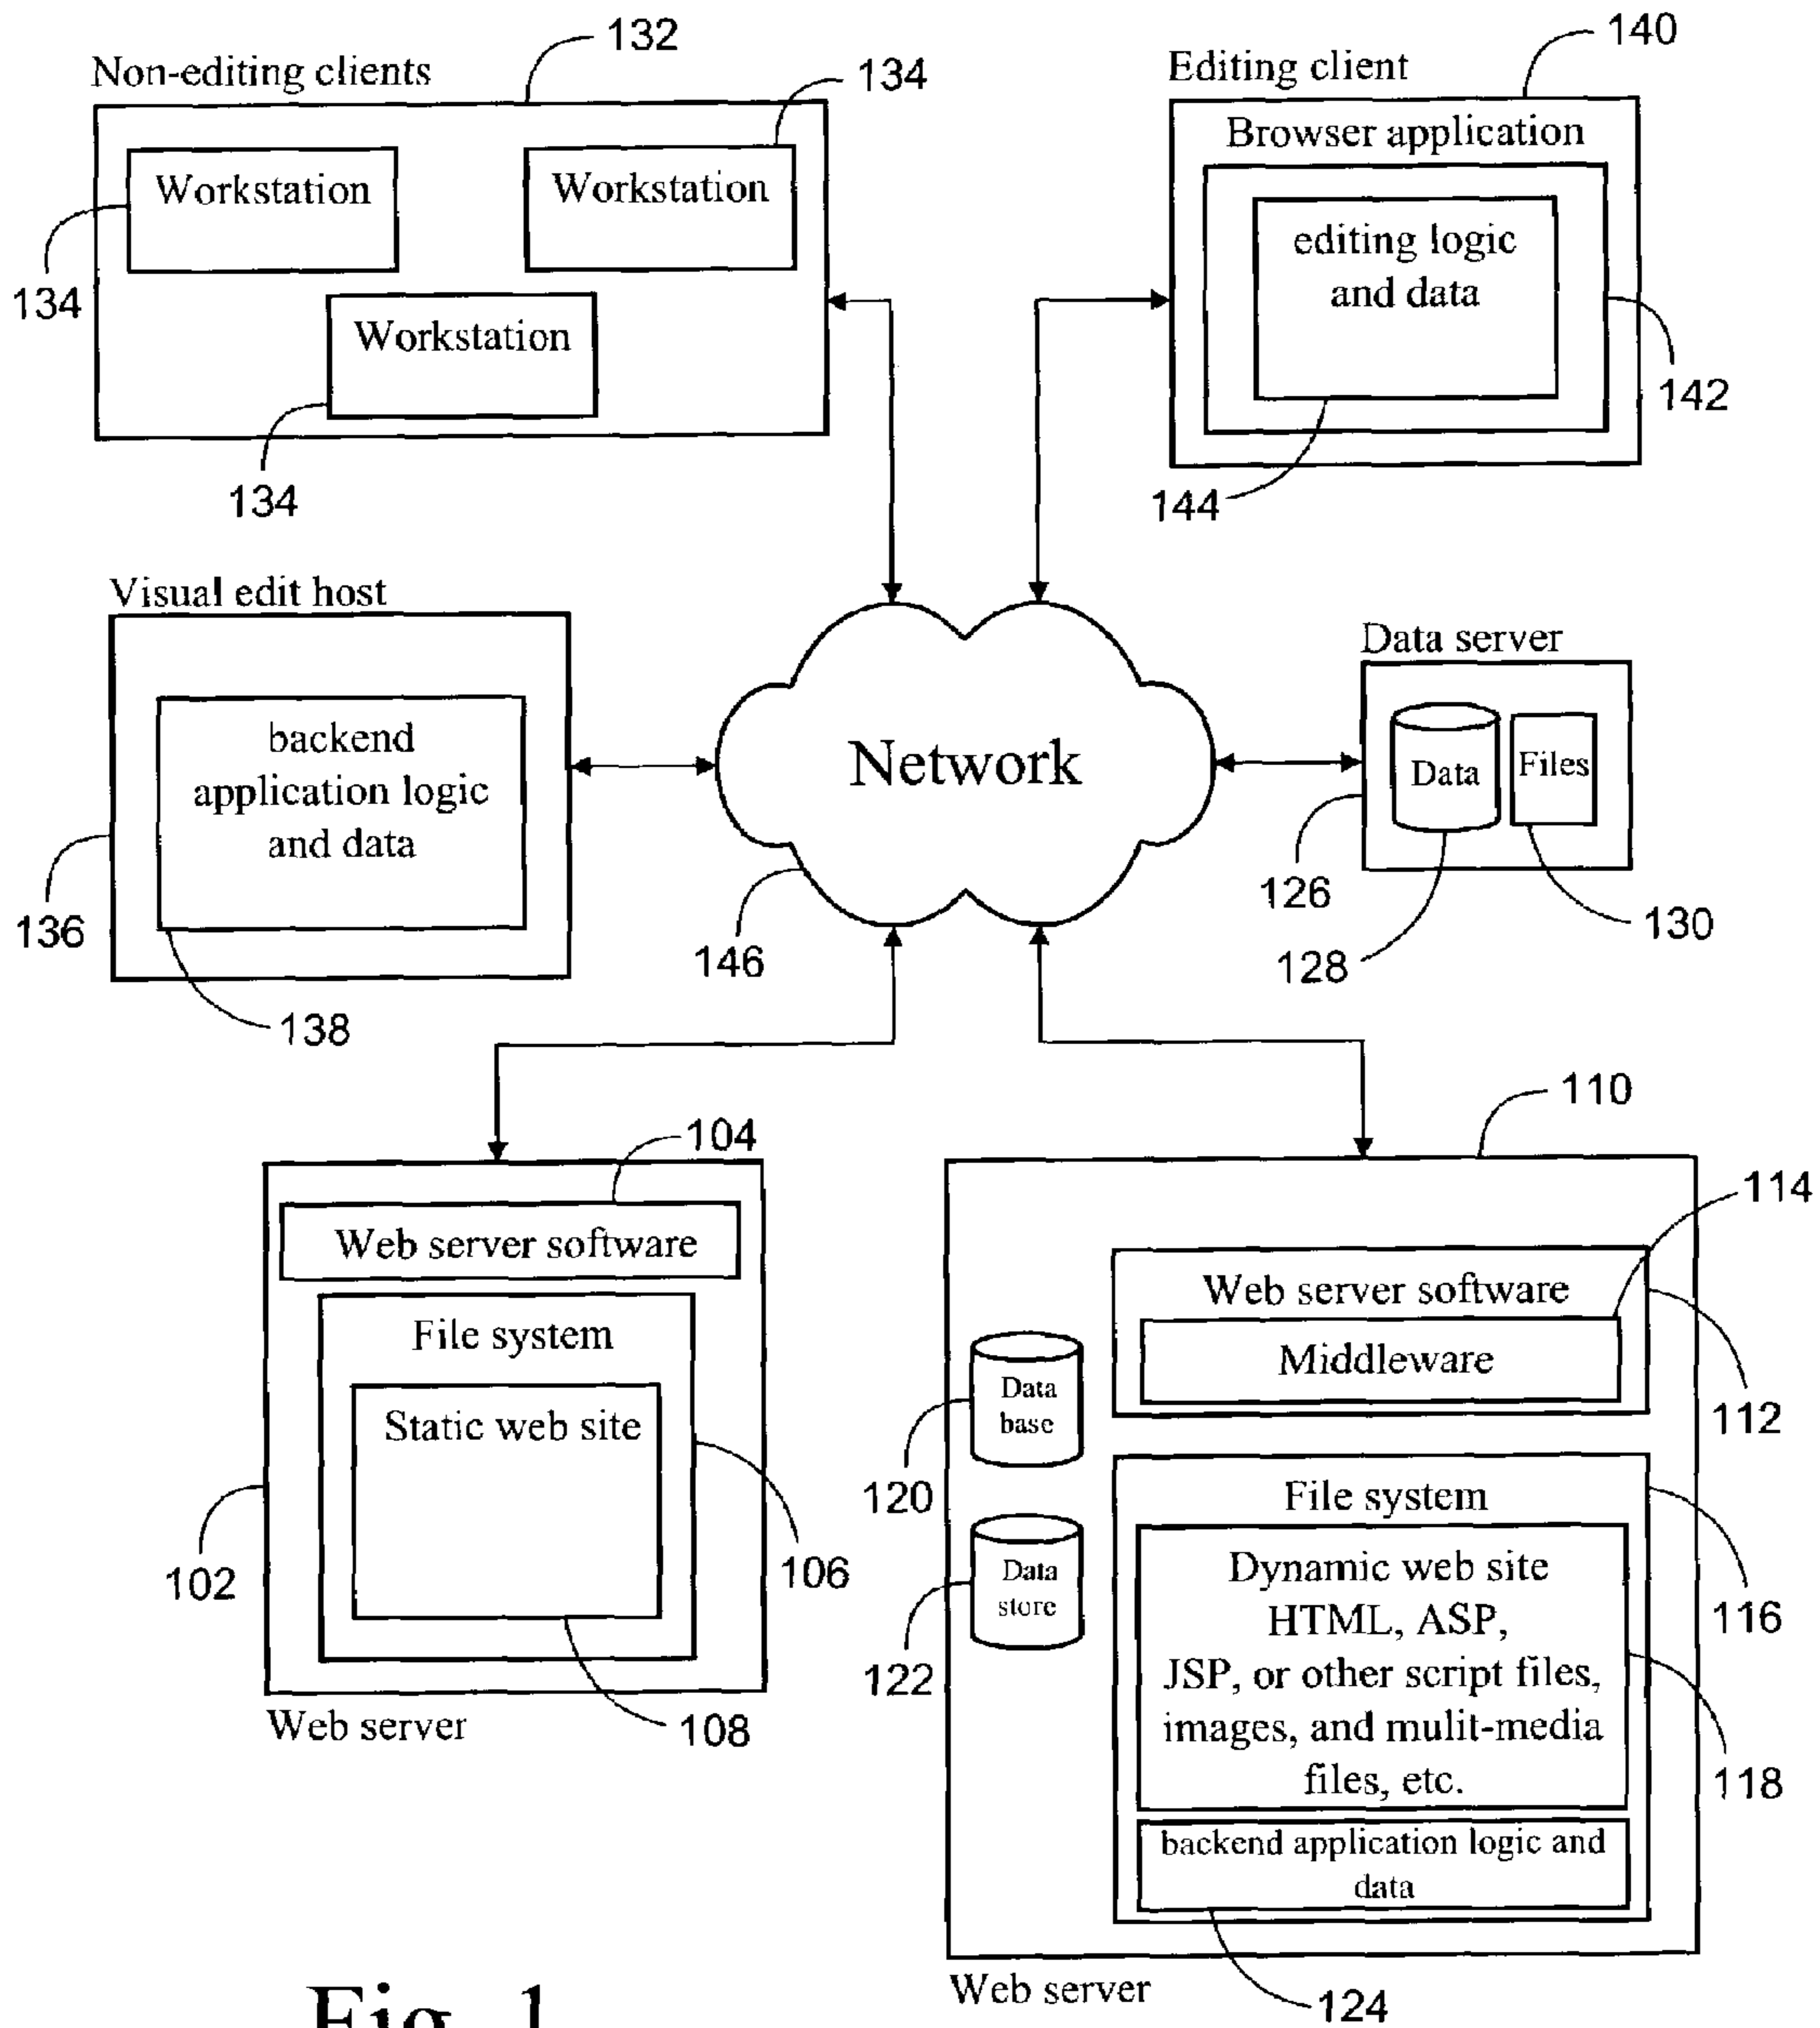 132
Non-editing clients
134
Workstation
Workstation
134
Workstation
134
140
Editing client
Browser application
editing logic
and data
142
144
Visual edit host
backend
application logic
and data
136
138
Network
146
Data server
Data
Files
126
128
130
104
Web server software
File system
Static web site
102
106
108
Web server
110
114
Web server software
Middleware
112
Data
base
120
Data
store
122
File system
Dynamic web site
HTML, ASP,
JSP, or other script files,
images, and mulit-media
files, etc.
116
118
backend application logic and
data
124
Web server
Fig. 1